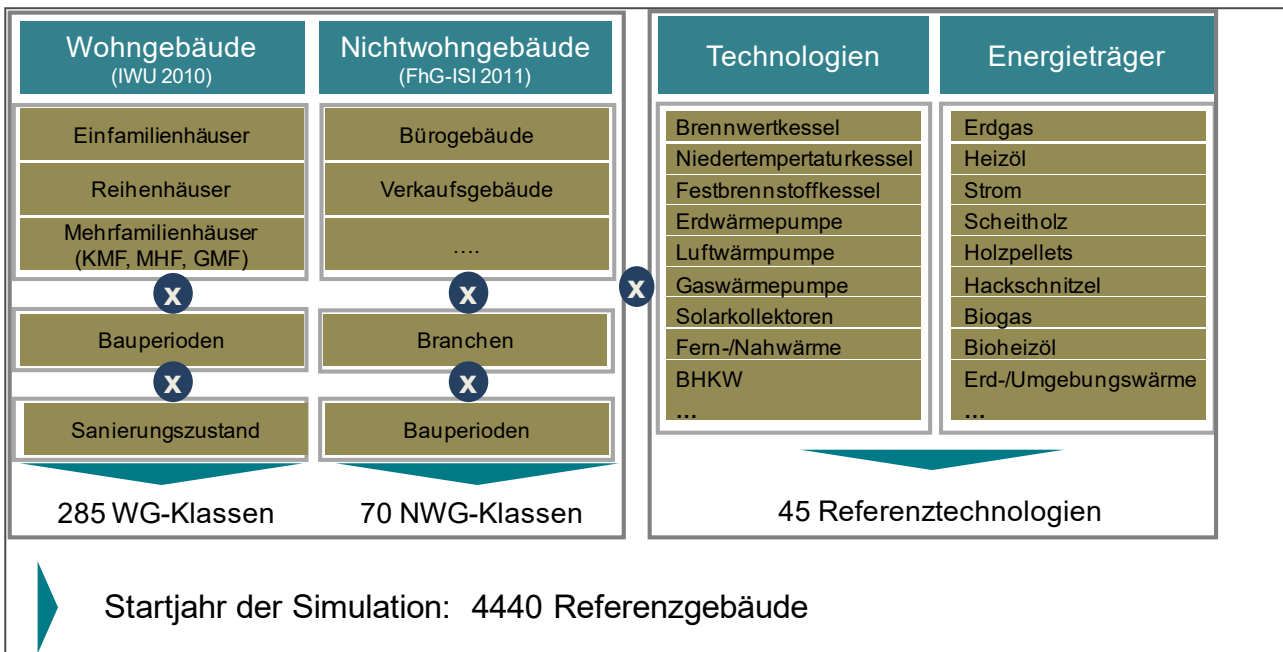 Wohngebäude
(IWU 2010)
Einfamilienhäuser
Reihenhäuser
Mehrfamilienhäuser
(KMF, MHF, GMF)
x
Bauperioden
x
Sanierungszustand
285 WG-Klassen
Nichtwohngebäude
(FhG-ISI 2011)
Bürogebäude
Verkaufsgebäude
....
x
Branchen
x
Bauperioden
70 NWG-Klassen
x
Technologien
Brennwertkessel
Niedertempertaturkessel
Festbrennstoffkessel
Erdwärmepumpe
Luftwärmpumpe
Gaswärmepumpe
Solarkollektoren
Fern-/Nahwärme
BHKW
...
Energieträger
Erdgas
Heizöl
Strom
Scheitholz
Holzpellets
Hackschnitzel
Biogas
Bioheizöl
Erd-/Umgebungswärme
...
45 Referenztechnologien
Startjahr der Simulation: 4440 Referenzgebäude